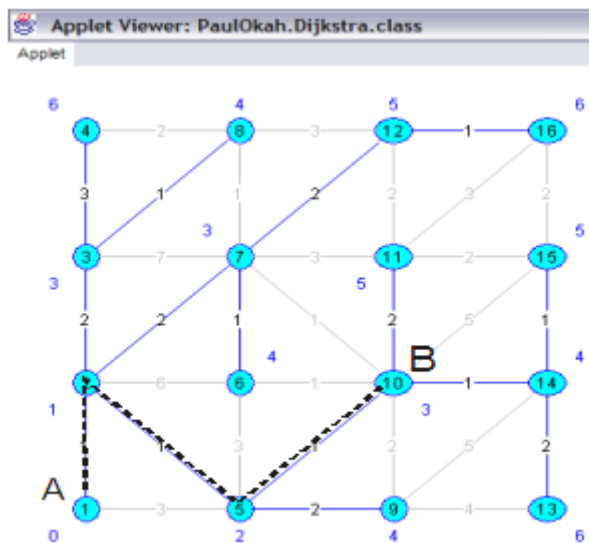 Applet Viewer: PaulOkah.Dijkstra.class
Applet
6 4 5 6
4 2 8 3 12 1 16
3 1 1 2 2 3 2
3 5
3 7 7 3 11 2 15
3 5
2 2 1 1 2 5 1
4 B 4
6 6 1 10 1 14
1 3
1 3 1 2 5 2
A
1 3 5 2 9 4 13
0 2 4 6